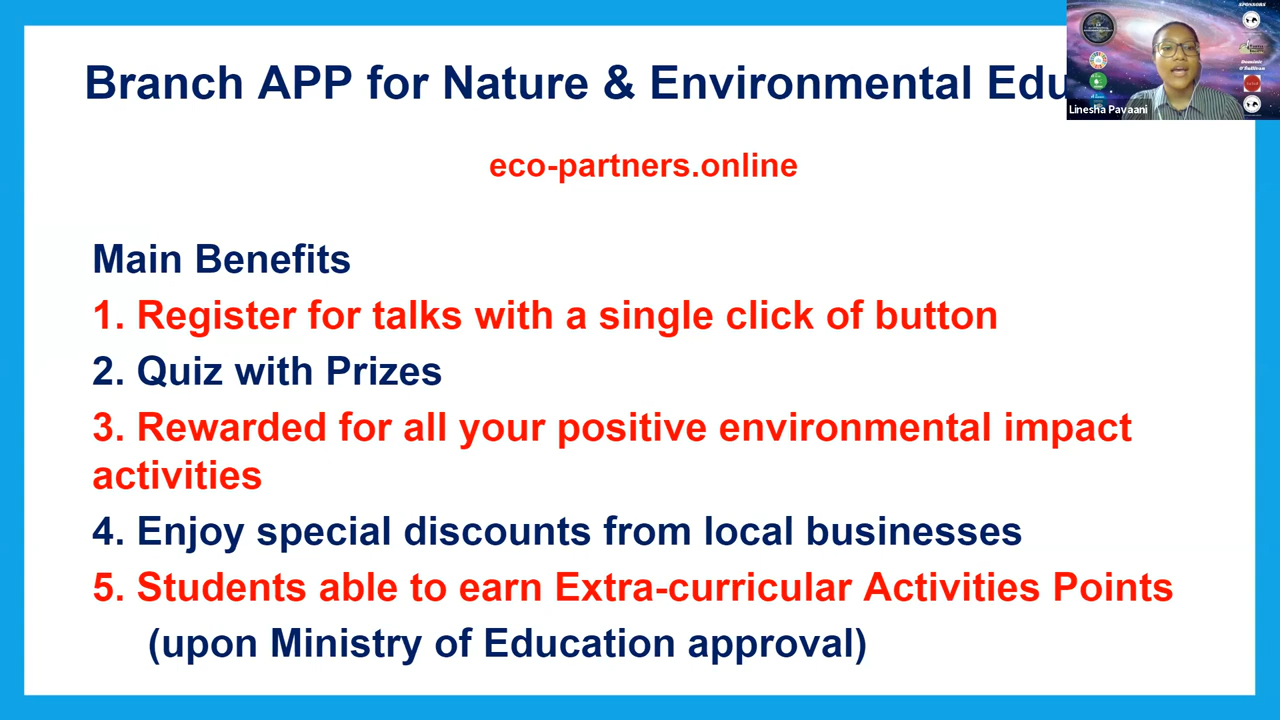 Branch APP for Nature & Environmental Edu
eco-partners.online
Main Benefits
1. Register for talks with a single click of button
2. Quiz with Prizes
3. Rewarded for all your positive environmental impact
activities
4. Enjoy special discounts from local businesses
5. Students able to earn Extra-curricular Activities Points
(upon Ministry of Education approval)
SPONSORS
Dominic
O'Sullivan
Linesha Pavaani